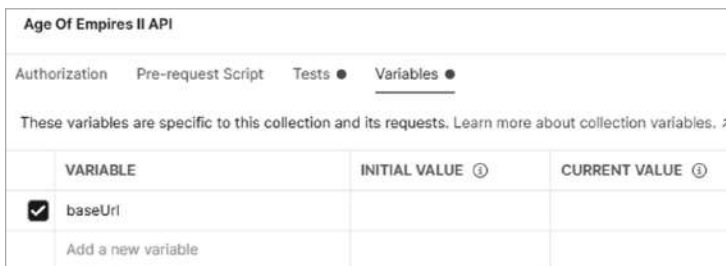 Age Of Empires II API
Authorization Pre-request Script Tests Variables
These variables are specific to this collection and its requests. Learn more about collection variables.
VARIABLE INITIAL VALUE CURRENT VALUE
baseUrl
Add a new variable